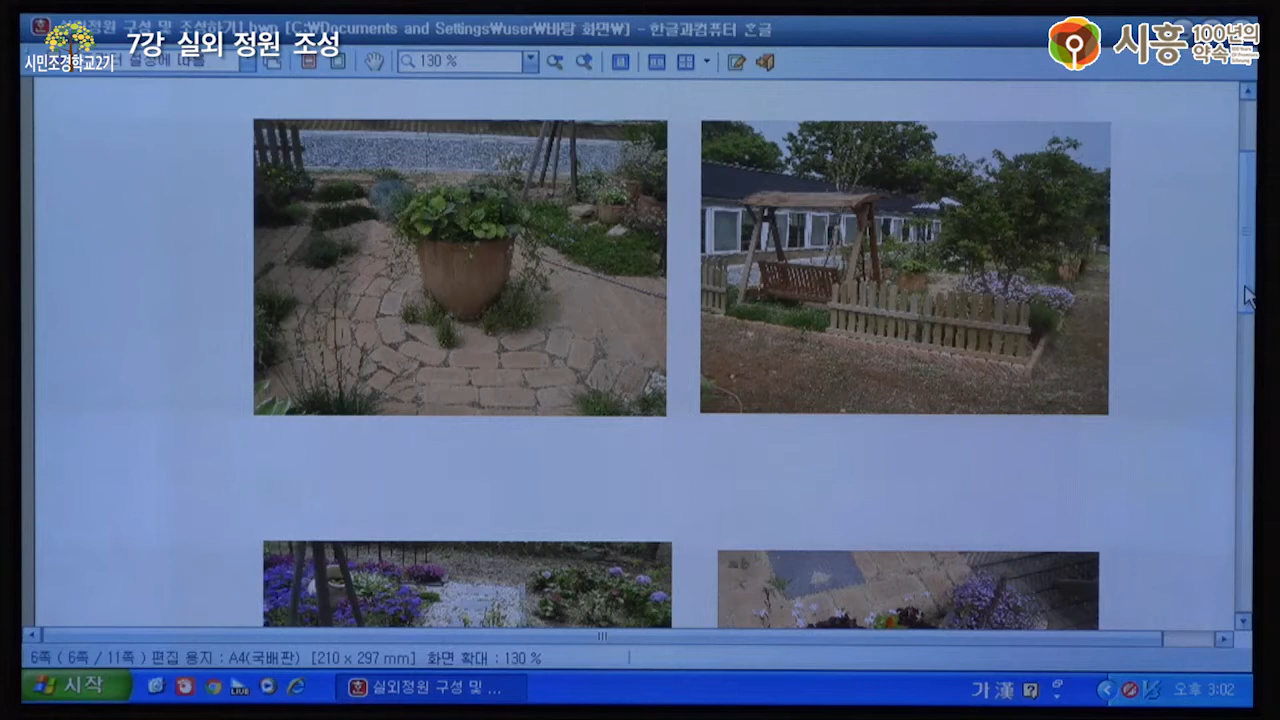 실외정원 구성 및 조성하기1.hwp [C:₩Documents and Settings₩user₩바탕 화면₩] - 한글과컴퓨터 한글
시민조경학교2기
7강 실외 정원 조성
시흥 100년의 약속
130 %
6쪽 ( 6쪽 / 11쪽 ) 편집 용지 : A4(국배판) [210 x 297 mm] 화면 확대 : 130 %
시작
LIVE
실외정원 구성 및 ...
가 漢 ?
오후 3:02